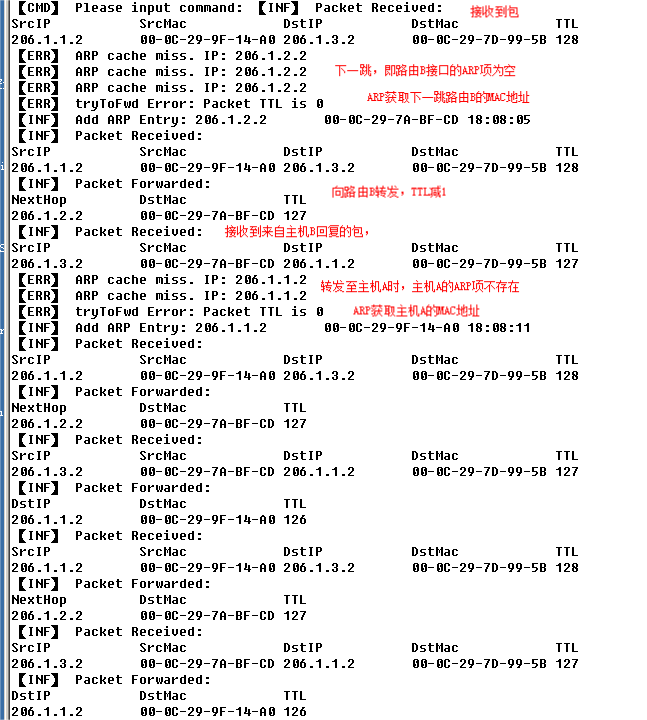 【CMD】 Please input command: 【INF】 Packet Received: 接收到包
SrcIP SrcMac DstIP DstMac TTL
206.1.1.2 00-0C-29-9F-14-A0 206.1.3.2 00-0C-29-7D-99-5B 128
【ERR】 ARP cache miss. IP: 206.1.2.2
【ERR】 ARP cache miss. IP: 206.1.2.2 下一跳，即路由B接口的ARP项为空
【ERR】 ARP cache miss. IP: 206.1.2.2
【ERR】 tryToFwd Error: Packet TTL is 0 ARP获取下一跳路由B的MAC地址
【INF】 Add ARP Entry: 206.1.2.2 00-0C-29-7A-BF-CD 18:08:05
【INF】 Packet Received:
SrcIP SrcMac DstIP DstMac TTL
206.1.1.2 00-0C-29-9F-14-A0 206.1.3.2 00-0C-29-7D-99-5B 128
【INF】 Packet Forwarded:
NextHop DstMac TTL 向路由B转发，TTL减1
206.1.2.2 00-0C-29-7A-BF-CD 127
【INF】 Packet Received: 接收到来自主机B回复的包，
SrcIP SrcMac DstIP DstMac TTL
206.1.3.2 00-0C-29-7A-BF-CD 206.1.1.2 00-0C-29-7D-99-5B 127
【ERR】 ARP cache miss. IP: 206.1.1.2 转发至主机A时，主机A的ARP项不存在
【ERR】 ARP cache miss. IP: 206.1.1.2
【ERR】 tryToFwd Error: Packet TTL is 0 ARP获取主机A的MAC地址
【INF】 Add ARP Entry: 206.1.1.2 00-0C-29-9F-14-A0 18:08:11
【INF】 Packet Received:
SrcIP SrcMac DstIP DstMac TTL
206.1.1.2 00-0C-29-9F-14-A0 206.1.3.2 00-0C-29-7D-99-5B 128
【INF】 Packet Forwarded:
NextHop DstMac TTL
206.1.2.2 00-0C-29-7A-BF-CD 127
【INF】 Packet Received:
SrcIP SrcMac DstIP DstMac TTL
206.1.3.2 00-0C-29-7A-BF-CD 206.1.1.2 00-0C-29-7D-99-5B 127
【INF】 Packet Forwarded:
DstIP DstMac TTL
206.1.1.2 00-0C-29-9F-14-A0 126
【INF】 Packet Received:
SrcIP SrcMac DstIP DstMac TTL
206.1.1.2 00-0C-29-9F-14-A0 206.1.3.2 00-0C-29-7D-99-5B 128
【INF】 Packet Forwarded:
NextHop DstMac TTL
206.1.2.2 00-0C-29-7A-BF-CD 127
【INF】 Packet Received:
SrcIP SrcMac DstIP DstMac TTL
206.1.3.2 00-0C-29-7A-BF-CD 206.1.1.2 00-0C-29-7D-99-5B 127
【INF】 Packet Forwarded:
DstIP DstMac TTL
206.1.1.2 00-0C-29-9F-14-A0 126